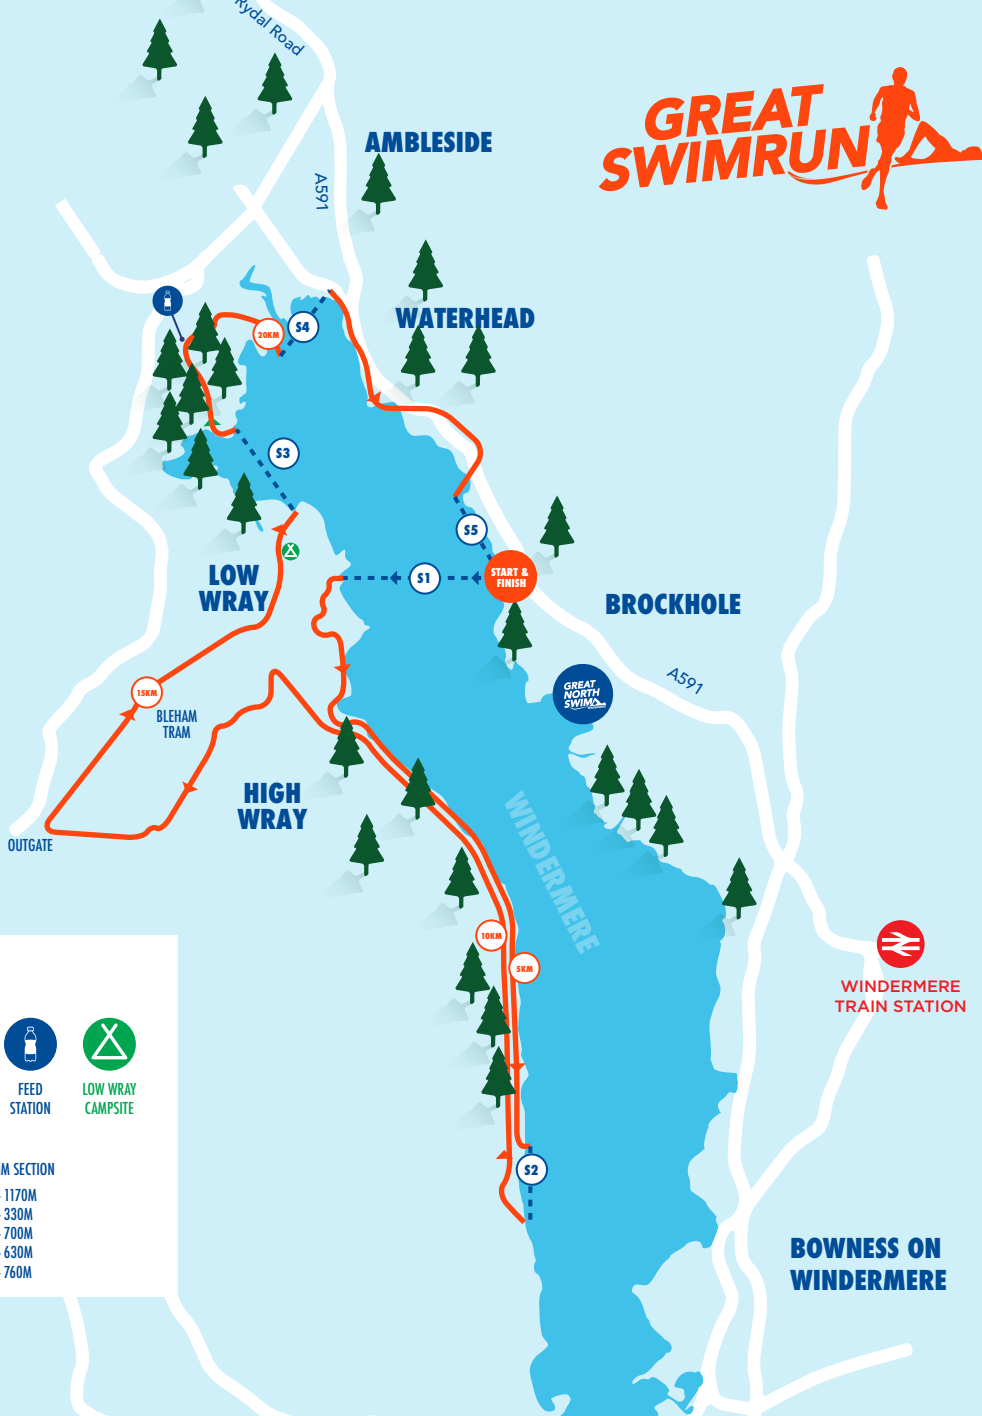 Rydal Road
GREAT
SWIMRUN
AMBLESIDE
A591
WATERHEAD
20KM
S4
S3
S5
S1
START &
FINISH
LOW
WRAY
BROCKHOLE
A591
15KM
BLEHAM
TRAM
GREAT
NORTH
SWIM
HIGH
WRAY
WINDERMERE
OUTGATE
10KM
5KM
WINDERMERE
TRAIN STATION
FEED
STATION
LOW WRAY
CAMPSITE
M SECTION
- 1170M
- 330M
- 700M
- 630M
- 760M
S2
BOWNESS ON
WINDERMERE